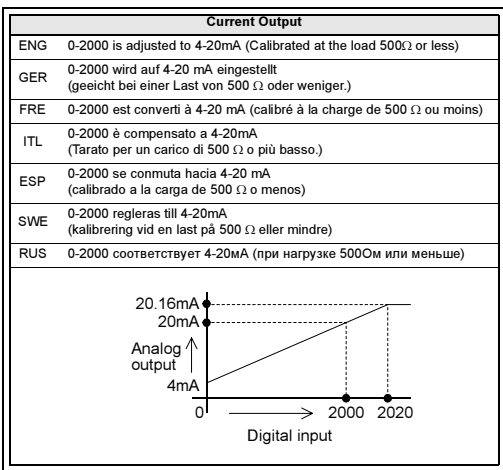 Current Output
ENG 0-2000 is adjusted to 4-20mA (Calibrated at the load 500Ω or less)
GER 0-2000 wird auf 4-20 mA eingestellt
(geeicht bei einer Last von 500 Ω oder weniger.)
FRE 0-2000 est converti à 4-20 mA (calibré à la charge de 500 Ω ou moins)
ITL 0-2000 è compensato a 4-20mA
(Tarato per un carico di 500 Ω o più basso.)
ESP 0-2000 se conmuta hacia 4-20 mA
(calibrado a la carga de 500 Ω o menos)
SWE 0-2000 regleras till 4-20mA
(kalibrering vid en last på 500 Ω eller mindre)
RUS 0-2000 соответствует 4-20мА (при нагрузке 500Ом или меньше)
20.16mA
20mA
Analog
output
4mA
0 2000 2020
Digital input